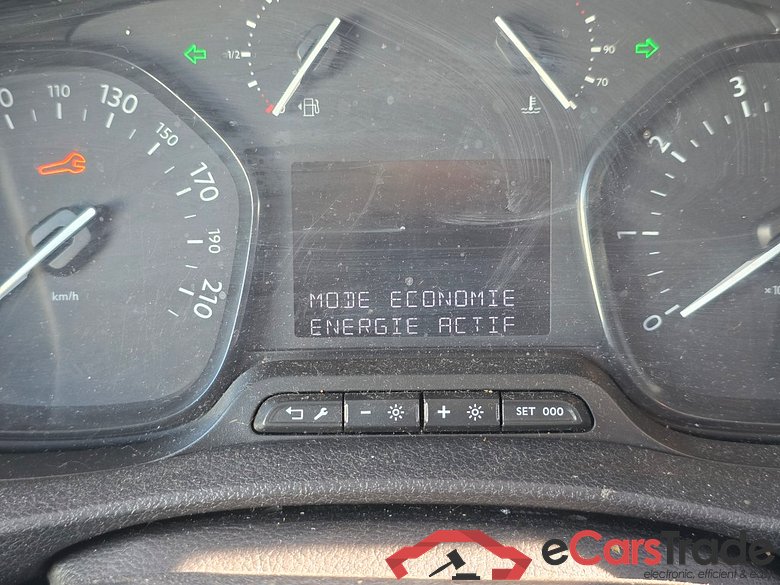 1/2
90
70
110
130
150
170
190
210
km/h
0
1
2
3
MODE ECONOMIE
ENERGIE ACTIF
SET 000
eCarsTrade